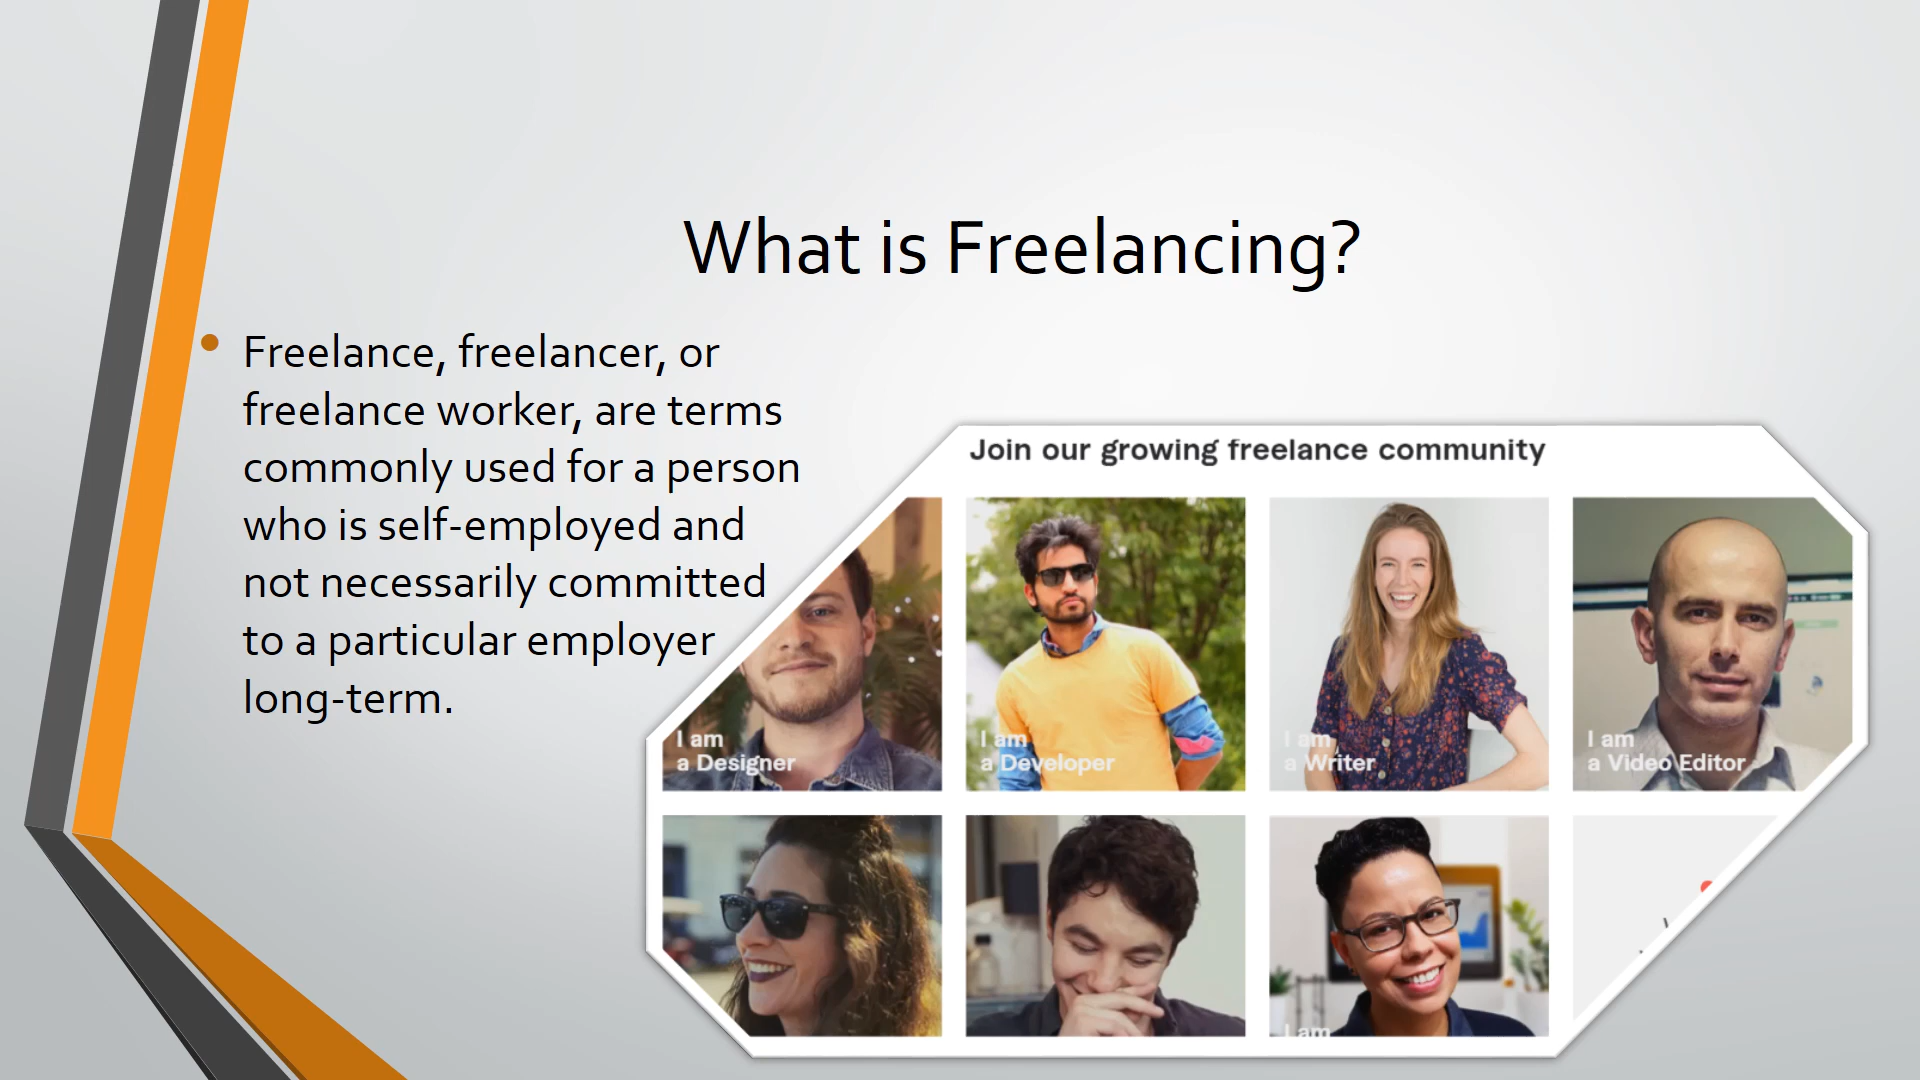 What is Freelancing?
• Freelance, freelancer, or
freelance worker, are terms
commonly used for a person
who is self-employed and
not necessarily committed
to a particular employer
long-term.
Join our growing freelance community
I am
a Designer
I am
a Developer
I am
a Writer
I am
a Video Editor
I am